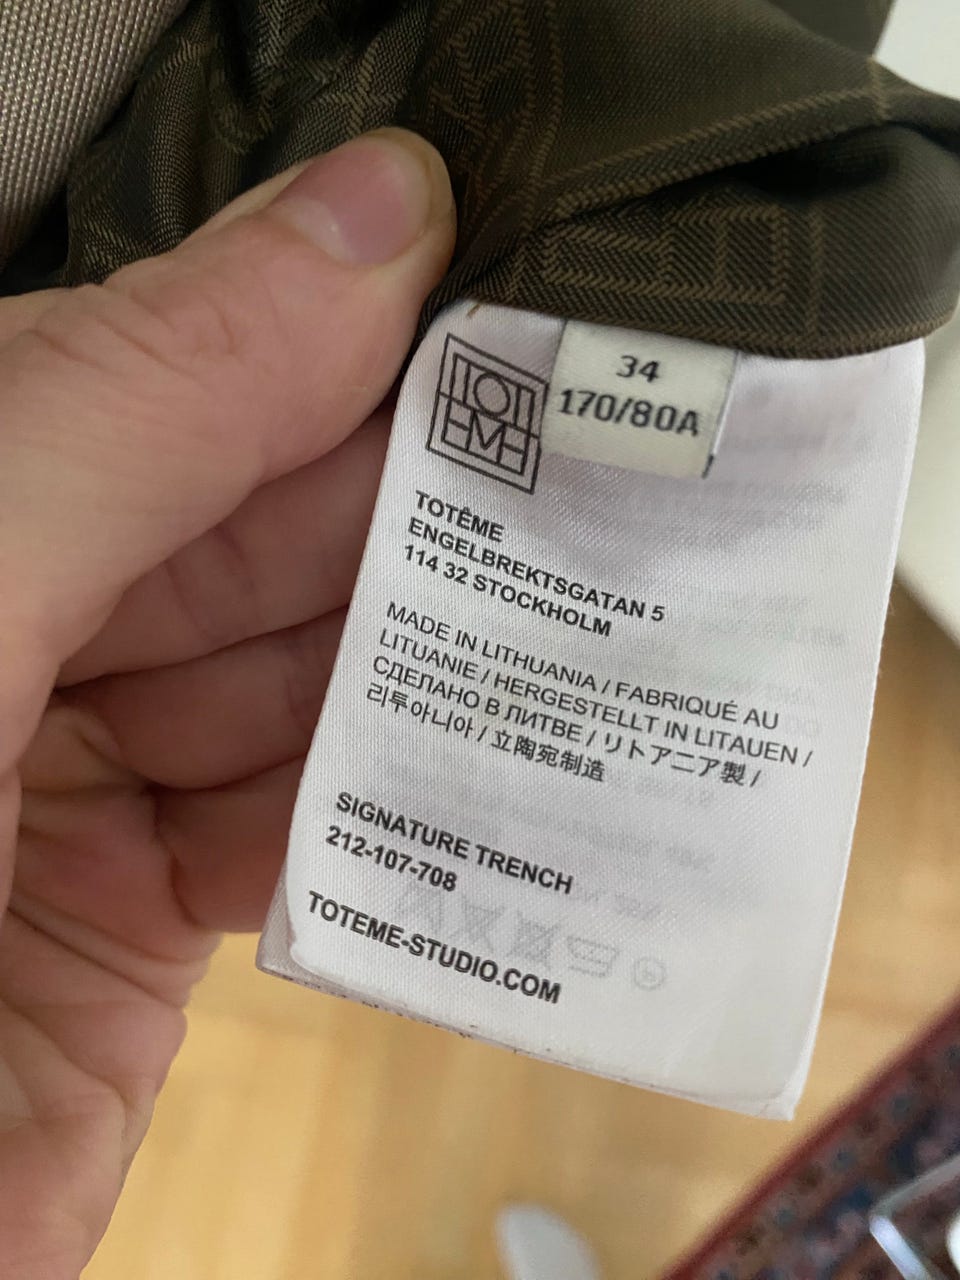 34
170/80A
TOTÊME
ENGELBREKTSGATAN 5
114 32 STOCKHOLM
MADE IN LITHUANIA / FABRIQUÉ AU
LITUANIE / HERGESTELLT IN LITAUEN /
СДЕЛАНО В ЛИТВЕ / リトアニア製 /
리투아니아 / 立陶宛制造
SIGNATURE TRENCH
212-107-708
TOTEME-STUDIO.COM